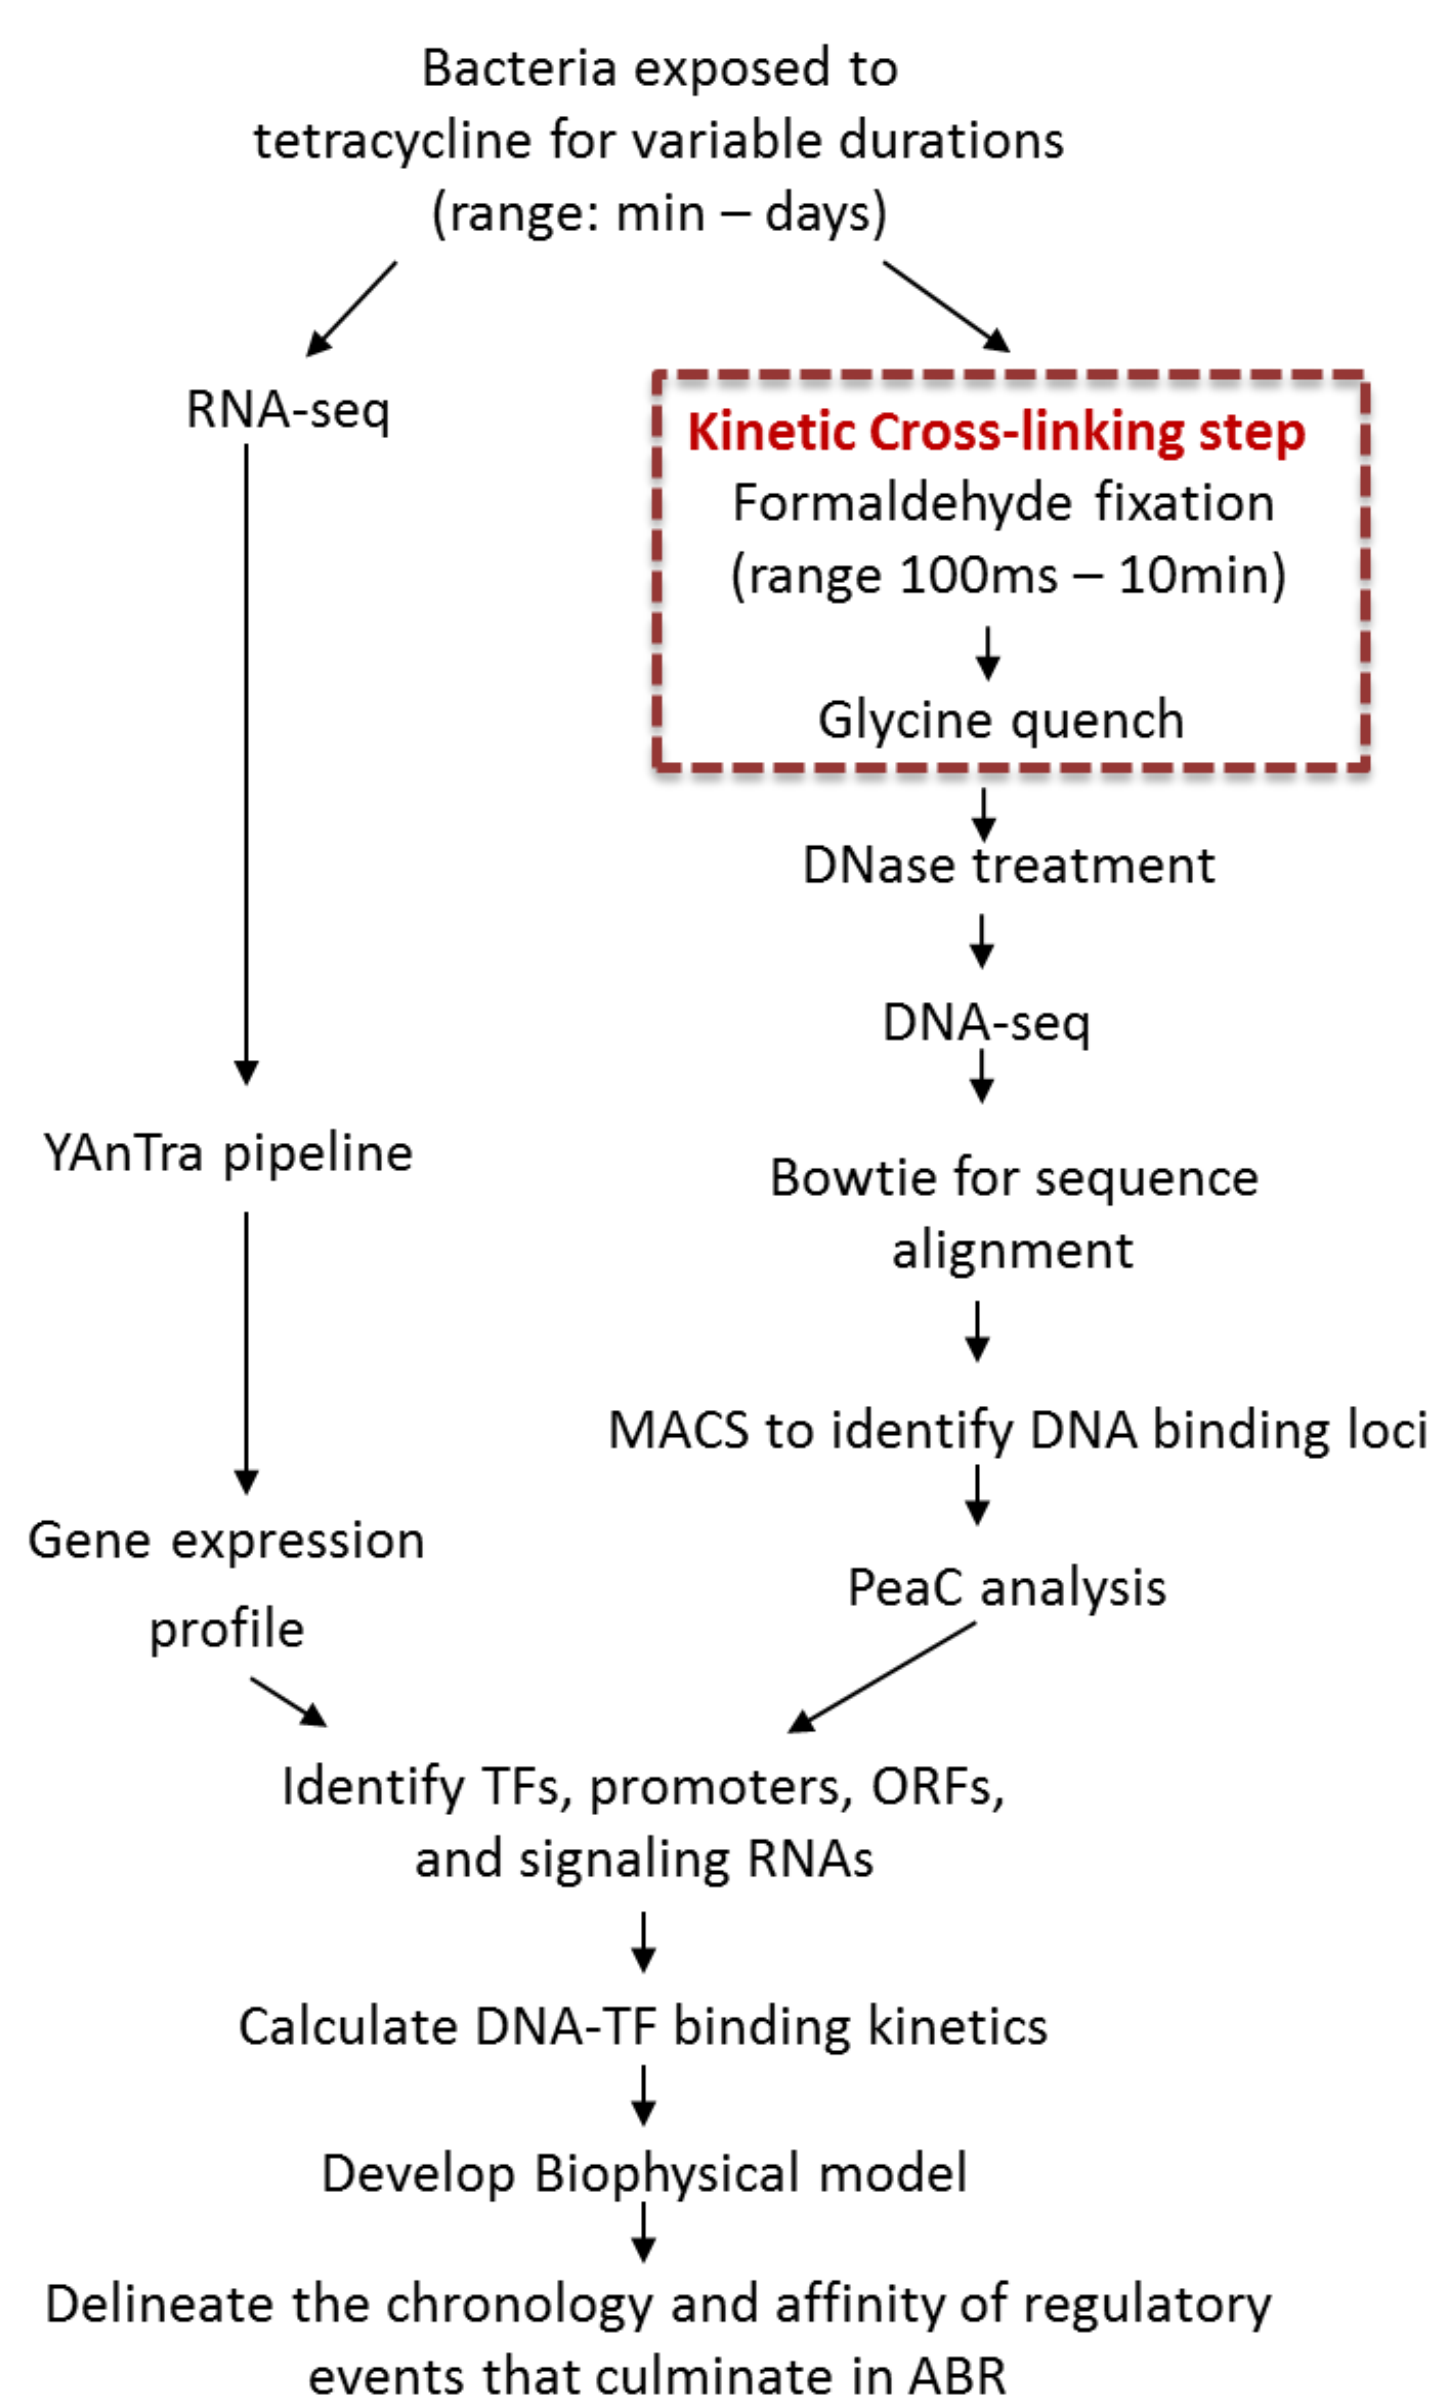 Bacteria exposed to
tetracycline for variable durations
(range: min – days)
RNA-seq
Kinetic Cross-linking step
Formaldehyde fixation
(range 100ms – 10min)
Glycine quench
DNase treatment
DNA-seq
YAnTra pipeline
Bowtie for sequence
alignment
MACS to identify DNA binding loci
Gene expression
profile
PeaC analysis
Identify TFs, promoters, ORFs,
and signaling RNAs
Calculate DNA-TF binding kinetics
Develop Biophysical model
Delineate the chronology and affinity of regulatory
events that culminate in ABR